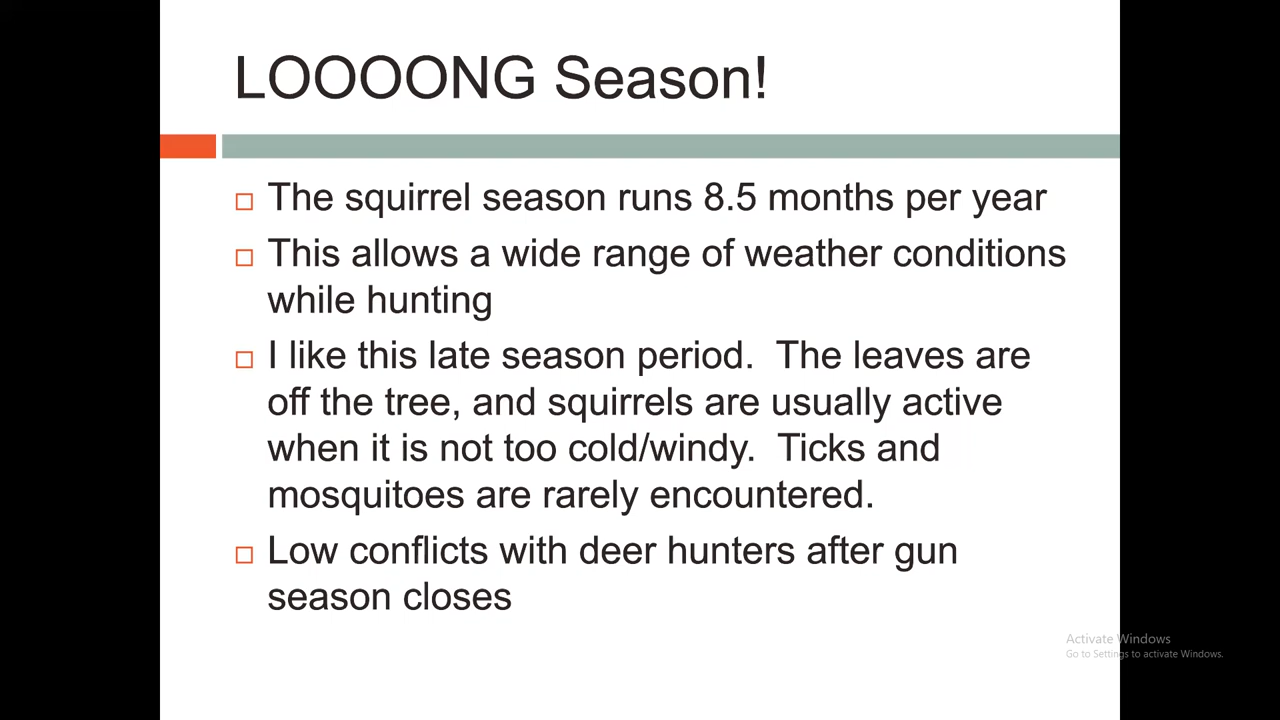 LOOOONG Season!
The squirrel season runs 8.5 months per year
This allows a wide range of weather conditions
while hunting
I like this late season period.  The leaves are
off the tree, and squirrels are usually active
when it is not too cold/windy.  Ticks and
mosquitoes are rarely encountered.
Low conflicts with deer hunters after gun
season closes
Activate Windows
Go to Settings to activate Windows.